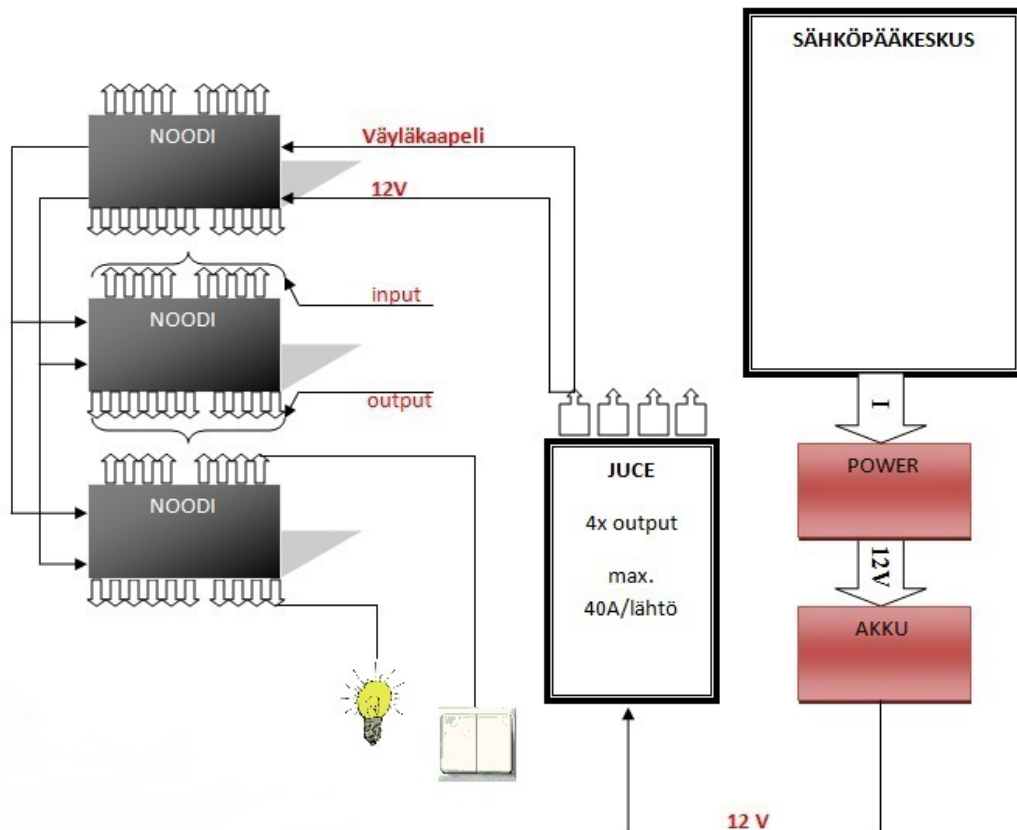 SÄHKÖPÄÄKESKUS
NOODI
Väyläkaapeli
12V
input
NOODI
output
I
POWER
JUCE
4x output
max.
40A/lähtö
NOODI
12V
AKKU
12 V